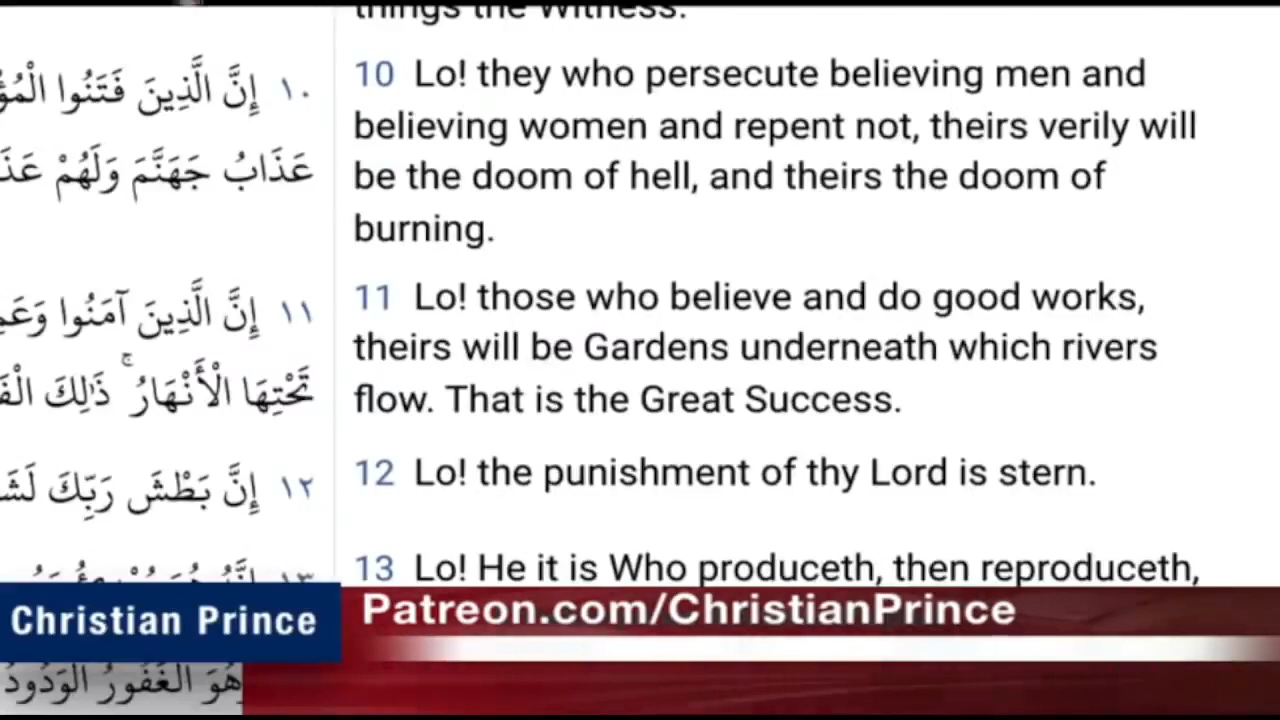 things the Witness.
١٠ إِنَّ الَّذِينَ فَتَنُوا
عَذَابُ جَهَنَّمَ وَلَهُمْ
10 Lo! they who persecute believing men and
believing women and repent not, theirs verily will
be the doom of hell, and theirs the doom of
burning.
١١ إِنَّ الَّذِينَ آمَنُوا
تَحْتِهَا الْأَنْهَارُ ۚ ذَٰلِكَ
11 Lo! those who believe and do good works,
theirs will be Gardens underneath which rivers
flow. That is the Great Success.
١٢ إِنَّ بَطْشَ رَبِّكَ
12 Lo! the punishment of thy Lord is stern.
13 Lo! He it is Who produceth, then reproduceth,
Christian Prince
Patreon.com/ChristianPrince
هُوَ الْغَفُورُ الْوَدُودُ